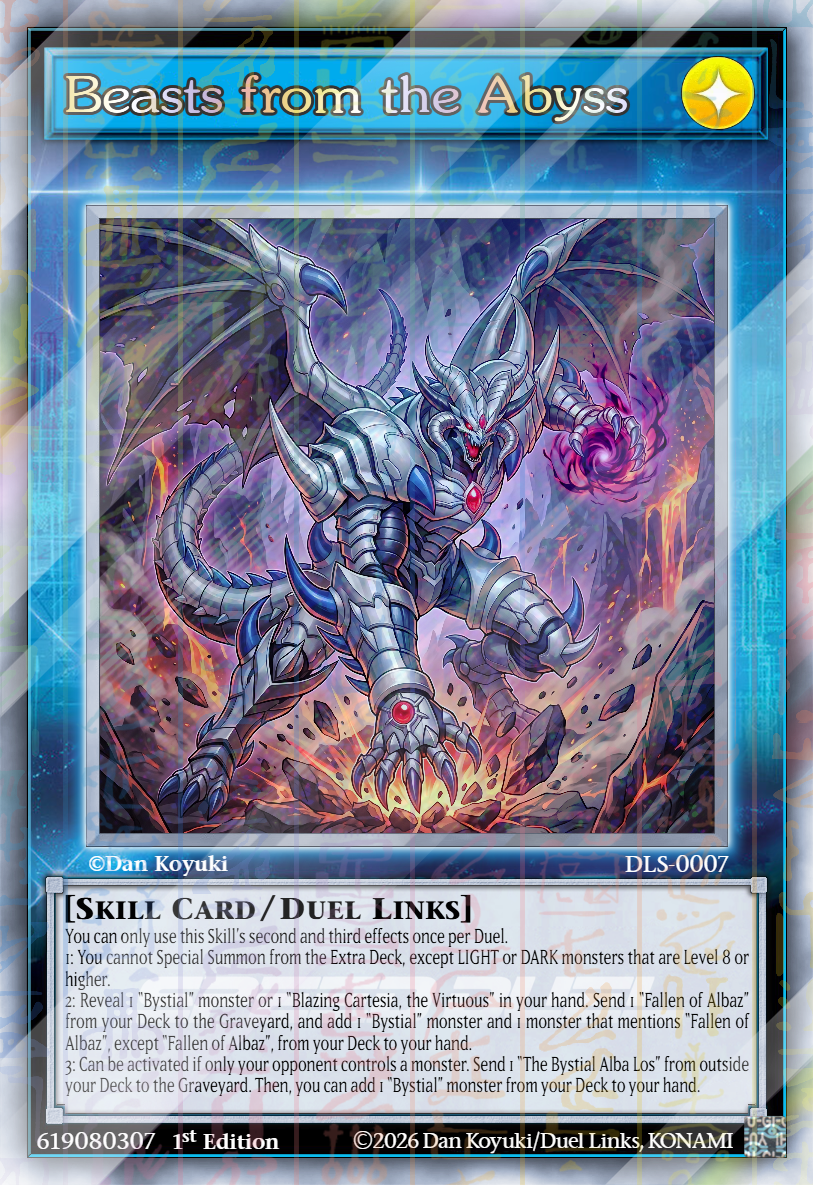 Beasts from the Abyss
©Dan Koyuki
DLS-0007
[Skill Card/Duel Links]
You can only use this Skill's second and third effects once per Duel.
1: You cannot Special Summon from the Extra Deck, except LIGHT or DARK monsters that are Level 8 or
higher.
2: Reveal 1 "Bystial" monster or 1 "Blazing Cartesia, the Virtuous" in your hand. Send 1 "Fallen of Albaz"
from your Deck to the Graveyard, and add 1 "Bystial" monster and 1 monster that mentions "Fallen of
Albaz", except "Fallen of Albaz", from your Deck to your hand.
3: Can be activated if only your opponent controls a monster. Send 1 "The Bystial Alba Los" from outside
your Deck to the Graveyard. Then, you can add 1 "Bystial" monster from your Deck to your hand.
619080307 1st Edition
©2026 Dan Koyuki/Duel Links, KONAMI